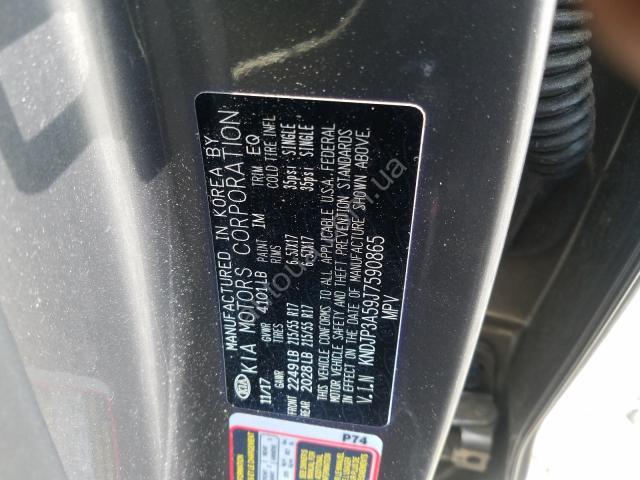 MANUFACTURED IN KOREA BY
KIA MOTORS CORPORATION
11/17 GVWR 4101LB PAINT 1M TRIM EQ
GAWR TIRES RIMS COLD TIRE INFL
FRONT 2249LB 215/55 R17 6.5JX17 35psi SINGLE
REAR 2028LB 215/55 R17 6.5JX17 35psi SINGLE
THIS VEHICLE CONFORMS TO ALL APPLICABLE U.S.A. FEDERAL
MOTOR VEHICLE SAFETY AND THEFT PREVENTION STANDARDS
IN EFFECT ON THE DATE OF MANUFACTURE SHOWN ABOVE.
V.I.N KNDJP3A59J7590865
MPV
KIA
P74